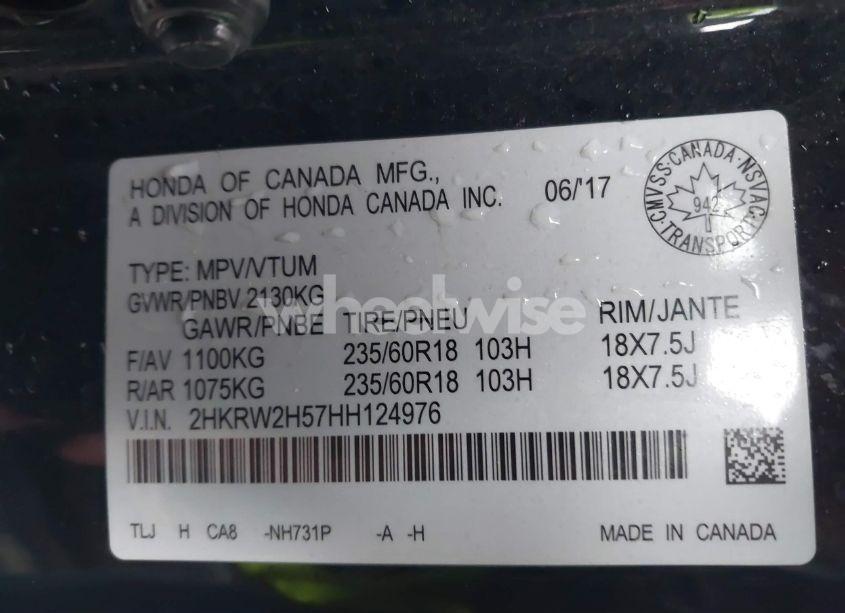 HONDA OF CANADA MFG.,
A DIVISION OF HONDA CANADA INC. 06/'17
CMVSS · CANADA · NSVAC · TRANSPORT ·
942
TYPE: MPV/VTUM
GVWR/PNBV 2130KG
GAWR/PNBE TIRE/PNEU RIM/JANTE
F/AV 1100KG 235/60R18 103H 18X7.5J
R/AR 1075KG 235/60R18 103H 18X7.5J
V.I.N. 2HKRW2H57HH124976
TLJ H CA8 -NH731P -A -H MADE IN CANADA
wheelwise